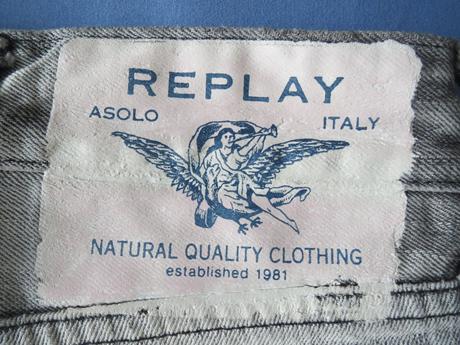 REPLAY
ASOLO ITALY
NATURAL QUALITY CLOTHING
established 1981